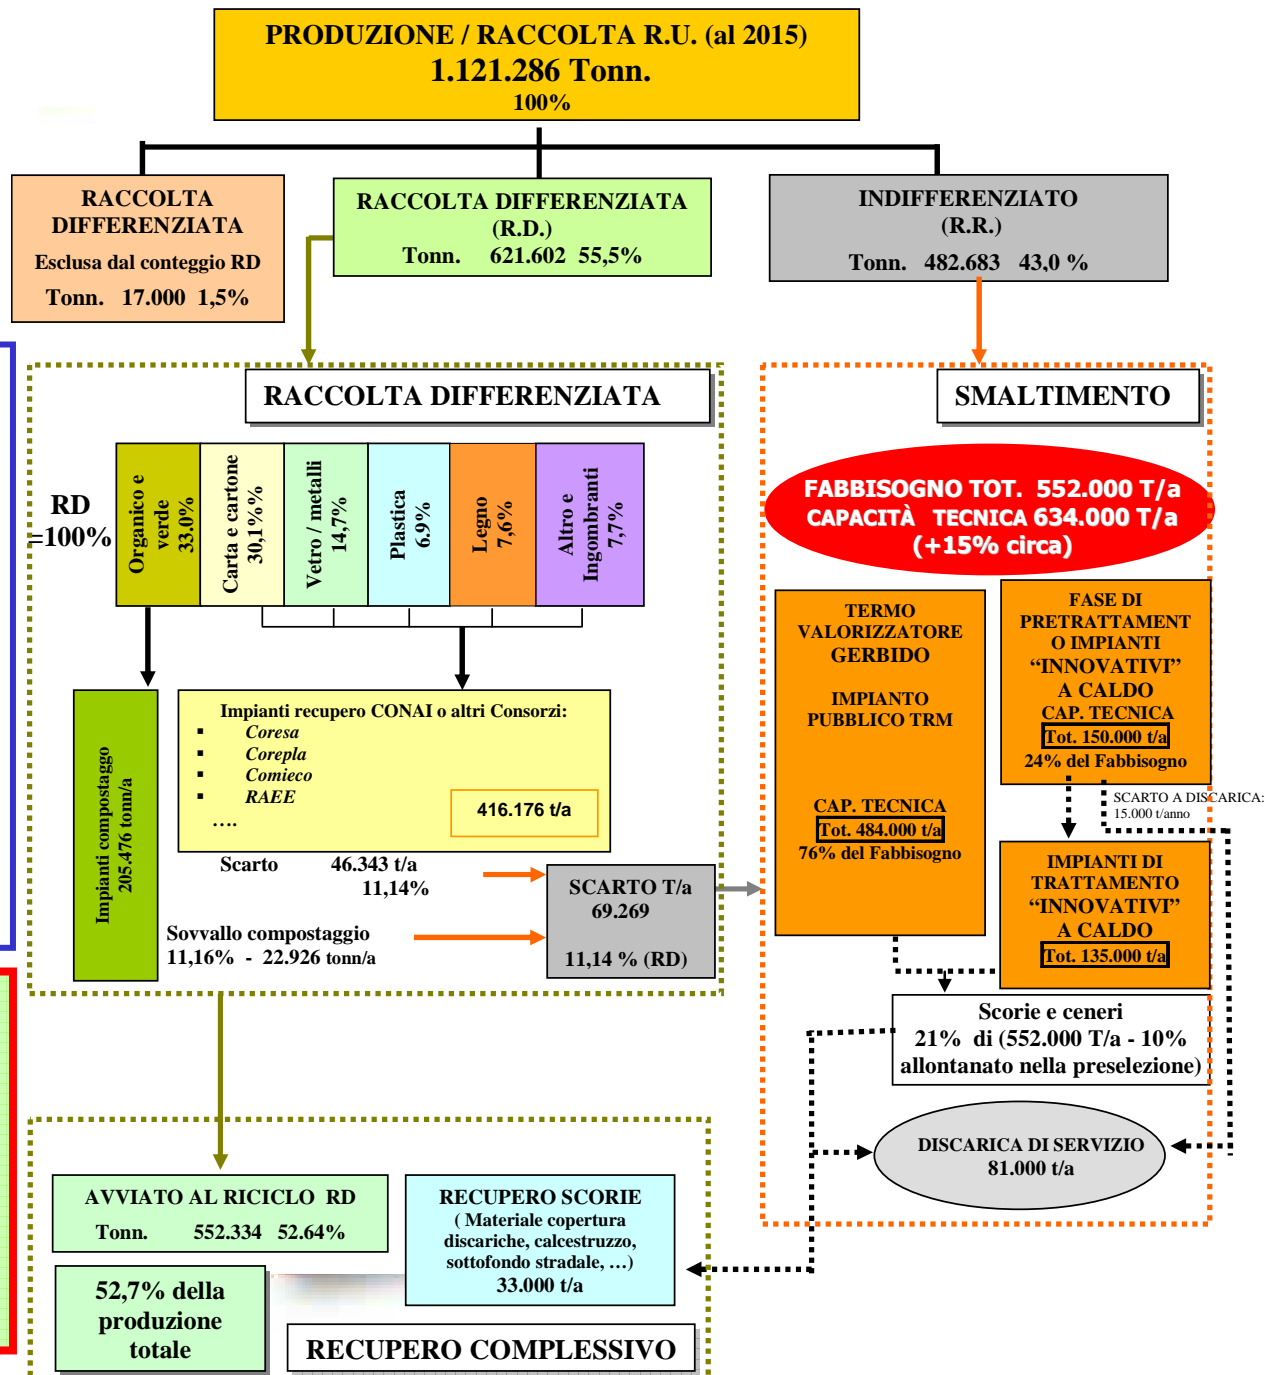 PRODUZIONE / RACCOLTA R.U. (al 2015)
1.121.286 Tonn.
100%
RACCOLTA
DIFFERENZIATA
Esclusa dal conteggio RD
Tonn. 17.000 1,5%
RACCOLTA DIFFERENZIATA
(R.D.)
Tonn. 621.602 55,5%
INDIFFERENZIATO
(R.R.)
Tonn. 482.683 43,0 %
RACCOLTA DIFFERENZIATA
RD
=100%
Organico e
verde
33.0%
Carta e cartone
30,1%%
Vetro / metalli
14,7%
Plastica
6.9%
Legno
7,6%
Altro e
Ingombranti
7,7%
Impianti compostaggo
205.476 tonn/a
Impianti recupero CONAI o altri Consorzi:
▪ Coresa
▪ Corepla
▪ Comieco
▪ RAEE
….
416.176 t/a
Scarto 46.343 t/a
11,14%
Sovvallo compostaggio
11,16% - 22.926 tonn/a
SCARTO T/a
69.269
11,14 % (RD)
SMALTIMENTO
FABBISOGNO TOT. 552.000 T/a
CAPACITÀ TECNICA 634.000 T/a
(+15% circa)
TERMO
VALORIZZATORE
GERBIDO
IMPIANTO
PUBBLICO TRM
CAP. TECNICA
Tot. 484.000 t/a
76% del Fabbisogno
FASE DI
PRETRATTAMENT
O IMPIANTI
“INNOVATIVI”
A CALDO
CAP. TECNICA
Tot. 150.000 t/a
24% del Fabbisogno
SCARTO A DISCARICA:
15.000 t/anno
IMPIANTI DI
TRATTAMENTO
“INNOVATIVI”
A CALDO
Tot. 135.000 t/a
Scorie e ceneri
21% di (552.000 T/a - 10%
allontanato nella preselezione)
DISCARICA DI SERVIZIO
81.000 t/a
AVVIATO AL RICICLO RD
Tonn. 552.334 52.64%
RECUPERO SCORIE
( Materiale copertura
discariche, calcestruzzo,
sottofondo stradale, …)
33.000 t/a
52,7% della
produzione
totale
RECUPERO COMPLESSIVO